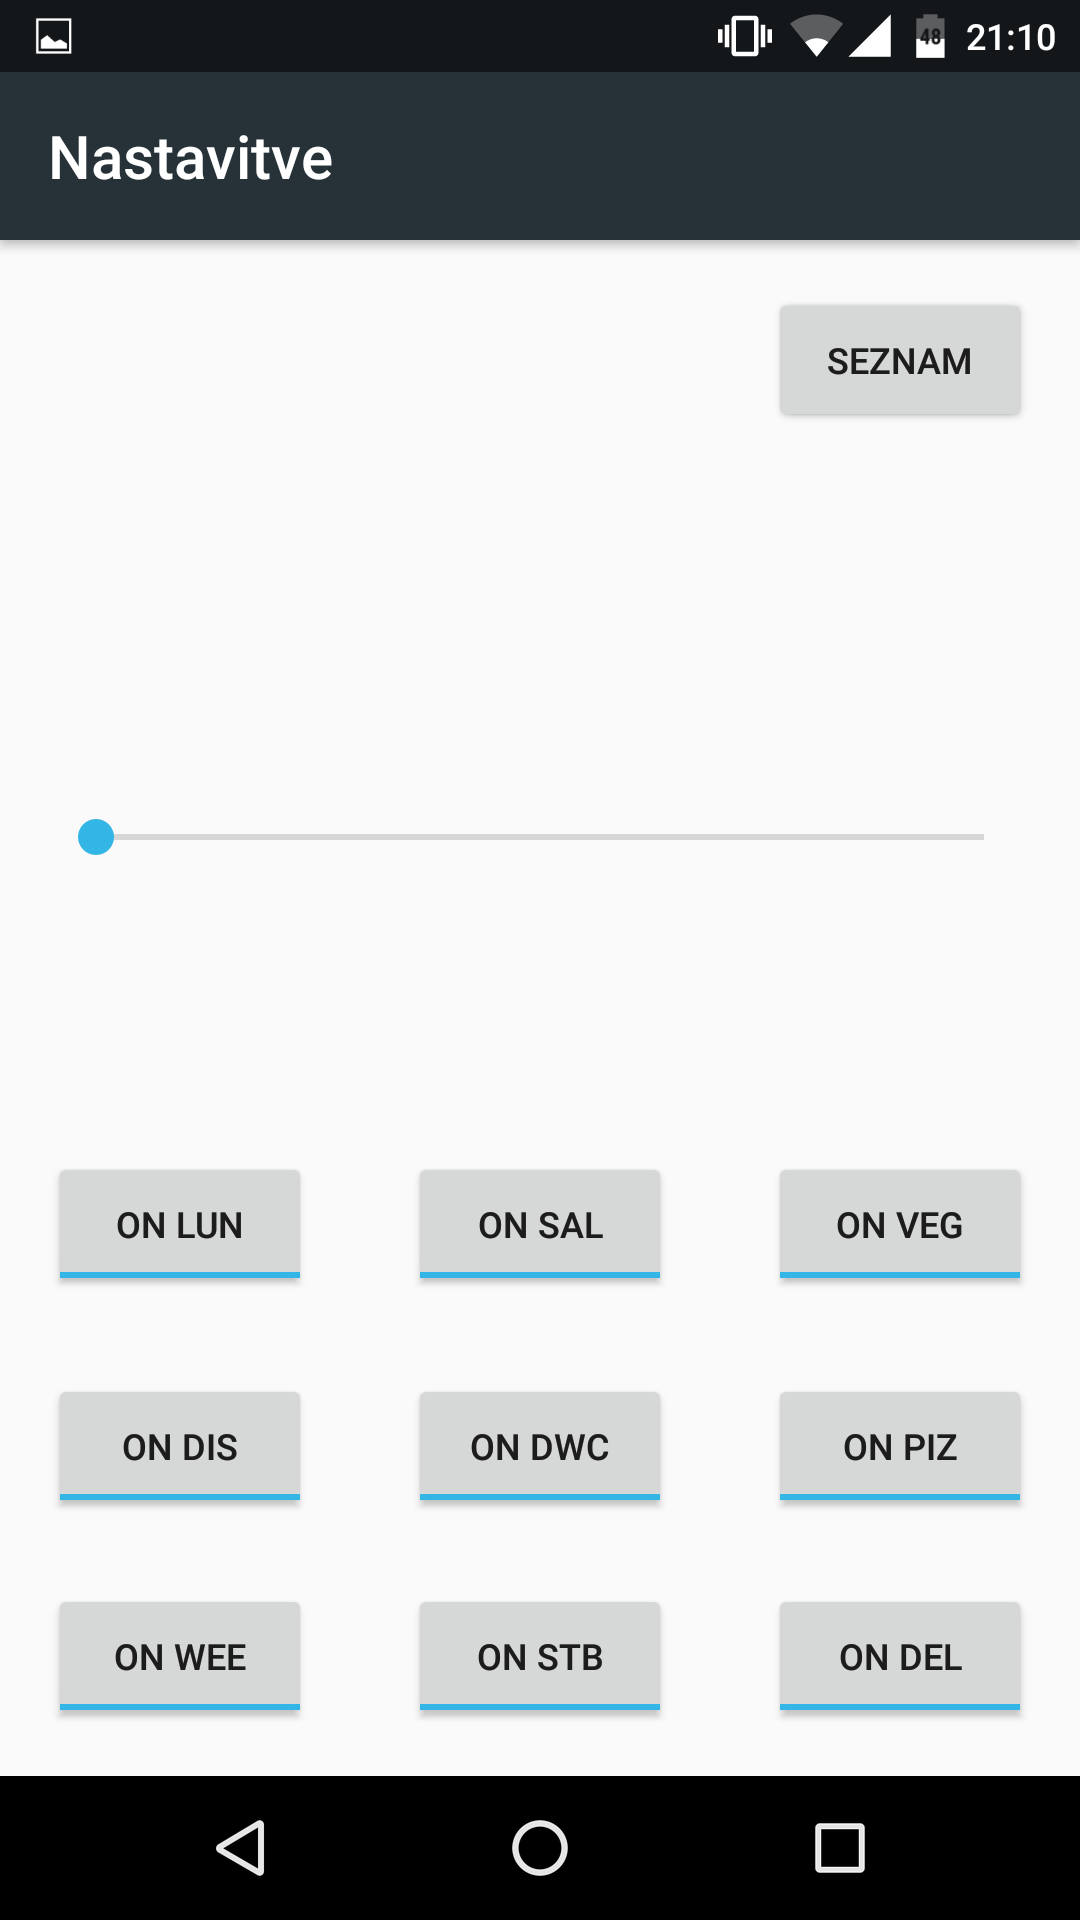 48 21:10
Nastavitve
SEZNAM
ON LUN ON SAL ON VEG
ON DIS ON DWC ON PIZ
ON WEE ON STB ON DEL